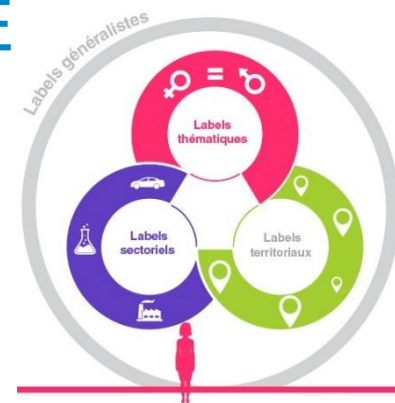 Labels généralistes
Labels
thématiques
Labels
sectoriels
Labels
territoriaux